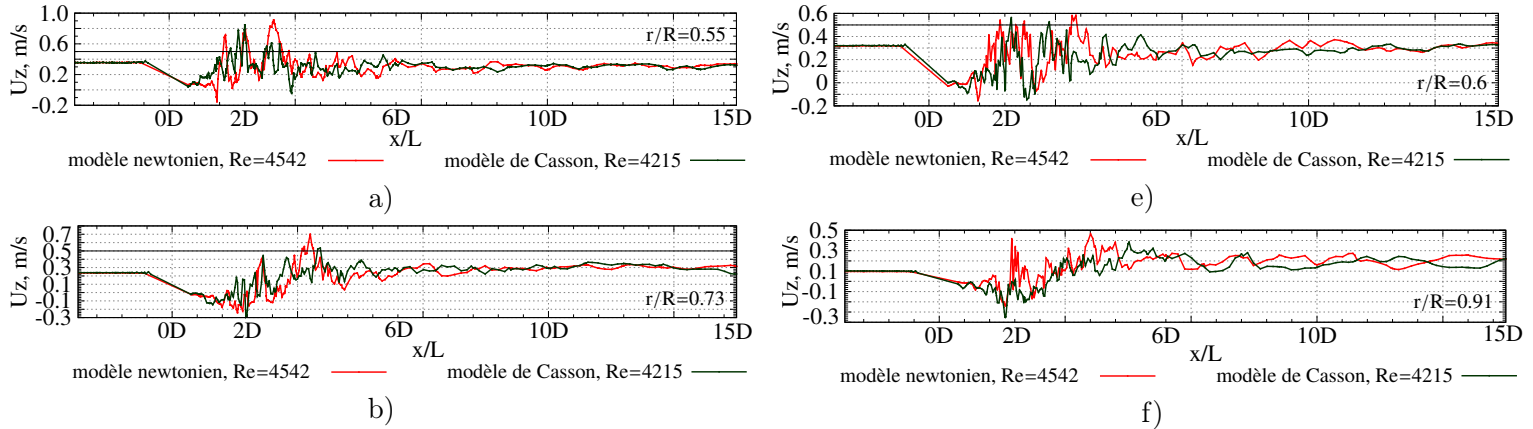 1.0
0.6
0.2
-0.2
Uz, m/s
r/R=0.55
0D 2D 6D 10D 15D
x/L
modèle newtonien, Re=4542 modèle de Casson, Re=4215
a)
0.6
0.4
0.2
0
-0.2
Uz, m/s
r/R=0.6
0D 2D 6D 10D 15D
x/L
modèle newtonien, Re=4542 modèle de Casson, Re=4215
e)
0.7
0.5
0.3
0.1
-0.1
-0.3
Uz, m/s
r/R=0.73
0D 2D 6D 10D 15D
x/L
modèle newtonien, Re=4542 modèle de Casson, Re=4215
b)
0.5
0.3
0.1
-0.1
-0.3
Uz, m/s
r/R=0.91
0D 2D 6D 10D 15D
x/L
modèle newtonien, Re=4542 modèle de Casson, Re=4215
f)